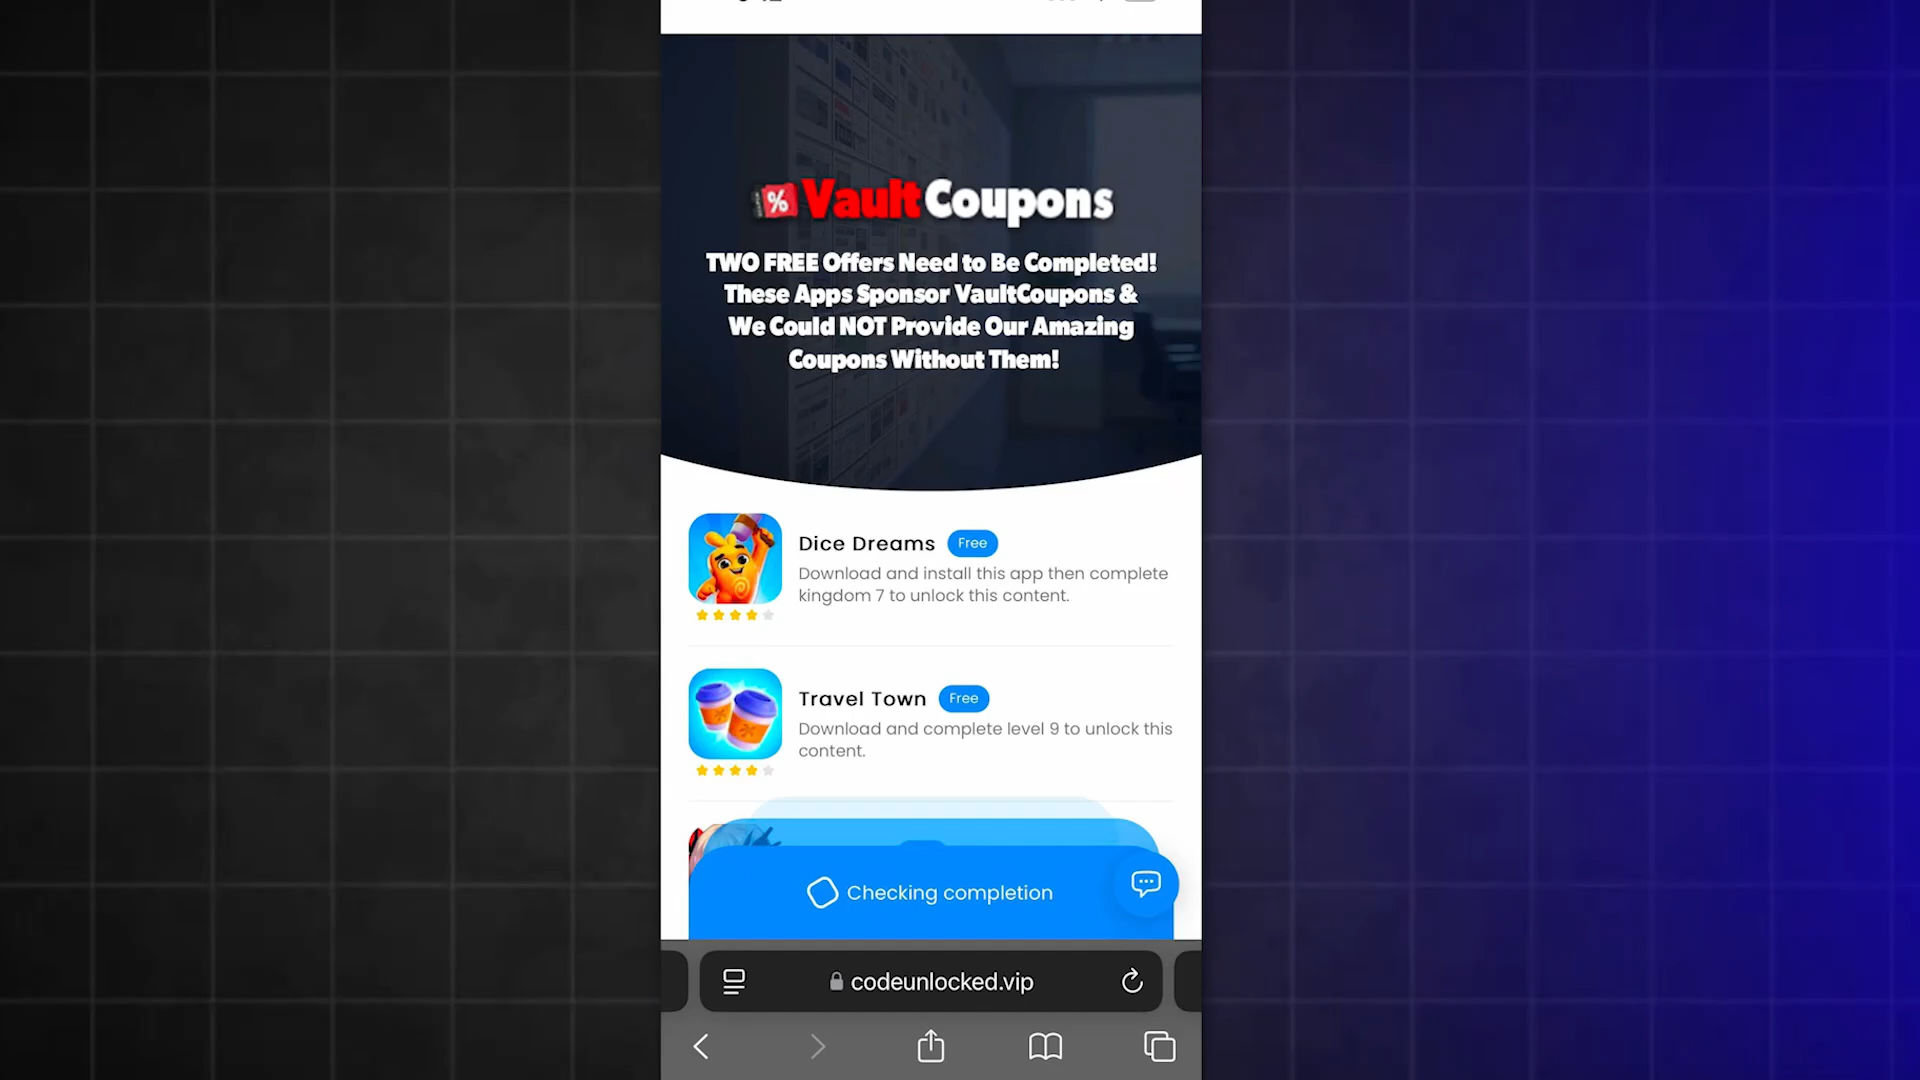 % VaultCoupons
TWO FREE Offers Need to Be Completed!
These Apps Sponsor VaultCoupons &
We Could NOT Provide Our Amazing
Coupons Without Them!
Dice Dreams Free
Download and install this app then complete
kingdom 7 to unlock this content.
Travel Town Free
Download and complete level 9 to unlock this
content.
Checking completion
codeunlocked.vip